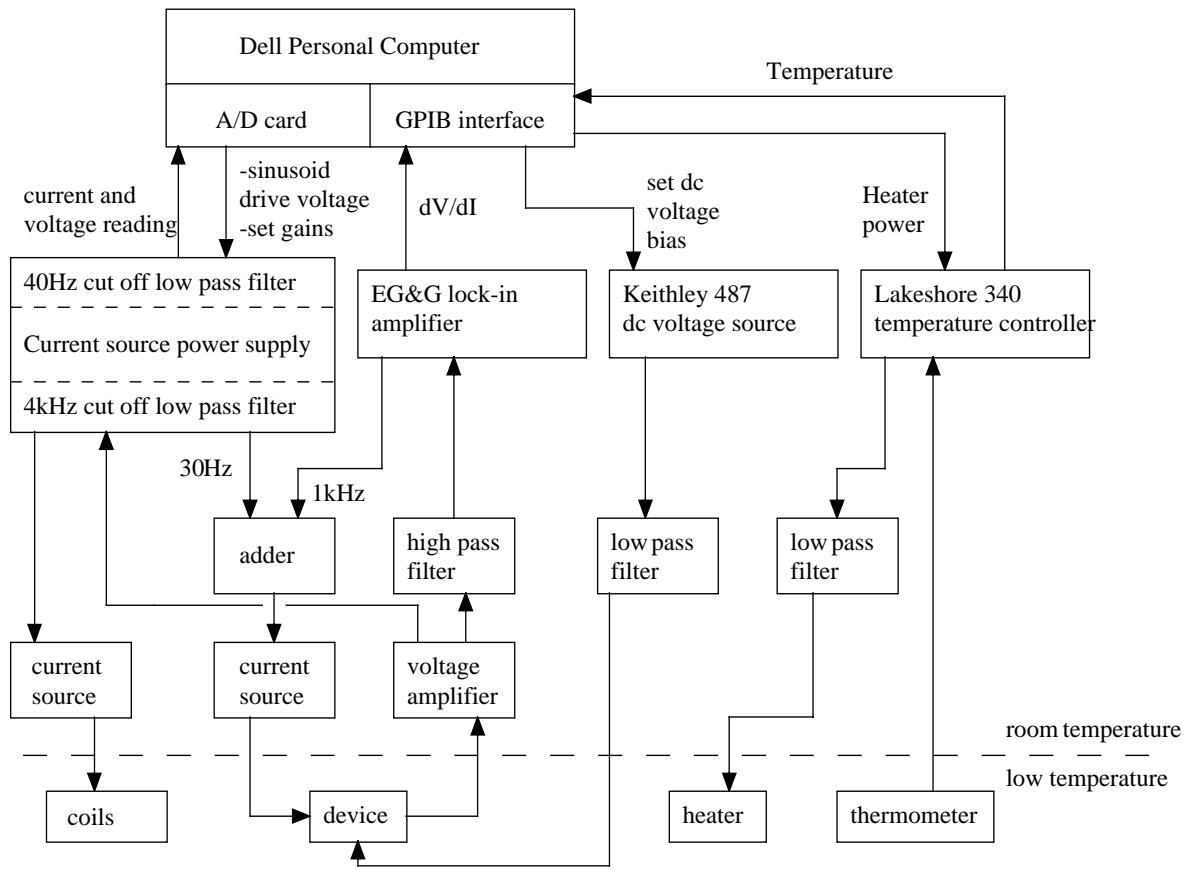 Dell Personal Computer
A/D card
GPIB interface
Temperature
current and
voltage reading
-sinusoid
drive voltage
-set gains
dV/dI
set dc
voltage
bias
Heater
power
40Hz cut off low pass filter
Current source power supply
4kHz cut off low pass filter
EG&G lock-in
amplifier
Keithley 487
dc voltage source
Lakeshore 340
temperature controller
30Hz
1kHz
adder
high pass
filter
low pass
filter
low pass
filter
current
source
current
source
voltage
amplifier
room temperature
low temperature
coils
device
heater
thermometer